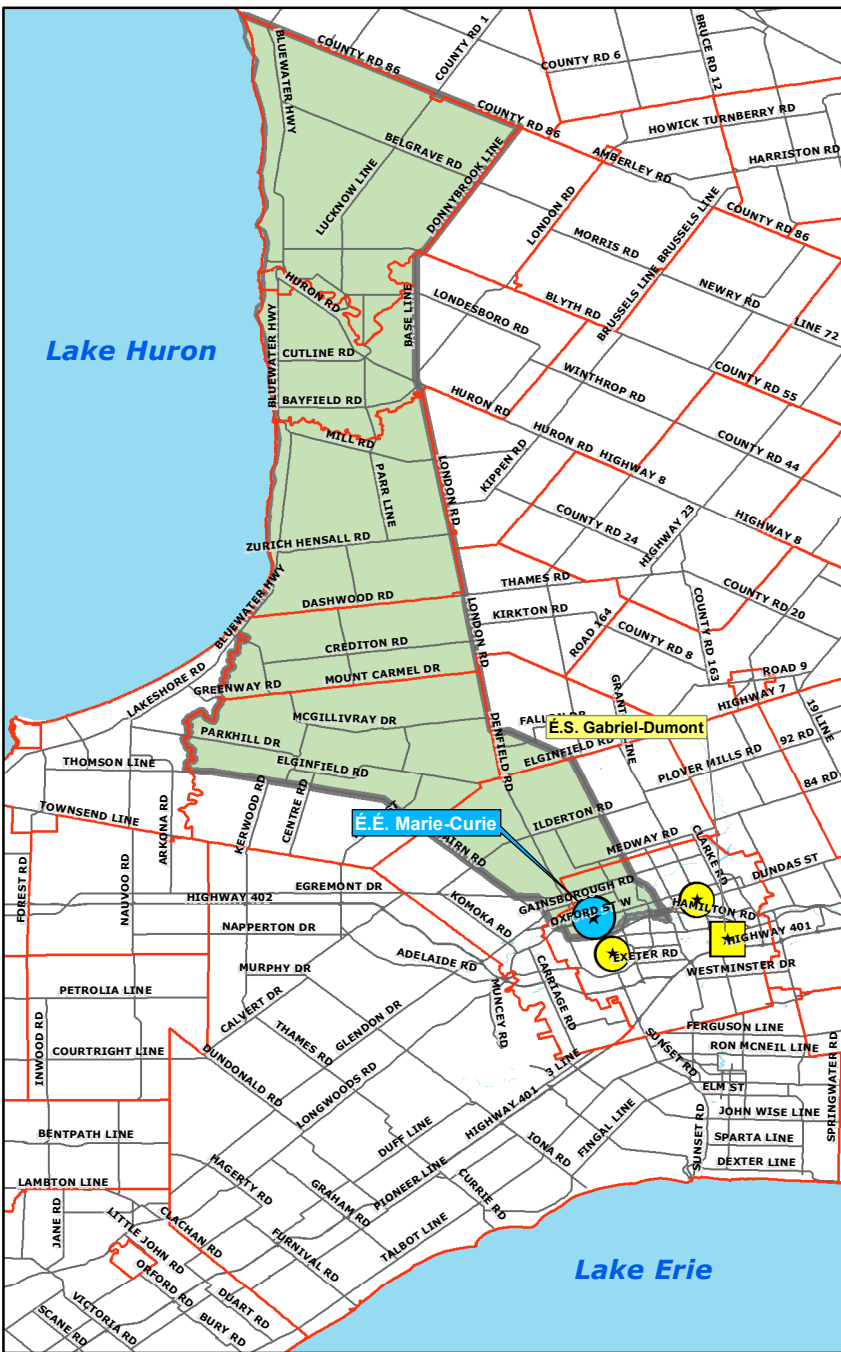 COUNTY RD 1
BLUEWATER HWY
COUNTY RD 86
COUNTY RD 6
BRUCE RD 12
COUNTY RD 86
HOWICK TURNBERRY RD
BELGRAVE RD
AMBERLEY RD
HARRISTON RD
LUCKNOW LINE
DONNYBROOK LINE
LONDON RD
BRUSSELS LINE
COUNTY RD 86
MORRIS RD
HURON RD
BASE LINE
LONDESBORO RD
BLYTH RD
BRUSSELS LINE
NEWRY RD
LINE 72
Lake Huron
BLUEWATER HWY
CUTLINE RD
WINTHROP RD
COUNTY RD 55
BAYFIELD RD
HURON RD
MILL RD
HURON RD
HIGHWAY 8
COUNTY RD 44
PARR LINE
LONDON RD
KIPPEN RD
HIGHWAY 8
ZURICH HENSALL RD
COUNTY RD 24
HIGHWAY 23
BLUEWATER HWY
DASHWOOD RD
THAMES RD
COUNTY RD 20
KIRKTON RD
ROAD 164
COUNTY RD 163
CREDITON RD
LONDON RD
COUNTY RD 8
LAKESHORE RD
GREENWAY RD
MOUNT CARMEL DR
ROAD 9
HIGHWAY 7
MCGILLIVRAY DR
DENFIELD RD
19 LINE
É.S. Gabriel-Dumont
PARKHILL DR
ELGINFIELD RD
92 RD
THOMSON LINE
ELGINFIELD RD
PLOVER MILLS RD
84 RD
TOWNSEND LINE
ARKONA RD
KERWOOD RD
CENTRE RD
É.É. Marie-Curie
ILDERTON RD
MEDWAY RD
CLARKE RD
DUNDAS ST
FOREST RD
NAUVOO RD
HIGHWAY 402
EGREMONT DR
GAINSBOROUGH RD
OXFORD ST W
HAMILTON RD
KOMOKA RD
NAPPERTON DR
HIGHWAY 401
ADELAIDE RD
EXETER RD
WESTMINSTER DR
MURPHY DR
CARRIAGE RD
MUNCEY RD
PETROLIA LINE
CALVERT DR
GLENDON DR
INWOOD RD
FERGUSON LINE
THAMES RD
SUNSET RD
RON MCNEIL LINE
COURTRIGHT LINE
DUNDONALD RD
LONGWOODS RD
3 LINE
SPRINGWATER RD
ELM ST
HIGHWAY 401
FINGAL LINE
JOHN WISE LINE
DUFF LINE
BENTPATH LINE
IONA RD
SUNSET RD
SPARTA LINE
DEXTER LINE
HAGERTY RD
PIONEER LINE
LAMBTON LINE
GRAHAM RD
CURRIE RD
JANE RD
LITTLE JOHN RD
CLACHAN RD
FURNIVAL RD
TALBOT LINE
Lake Erie
ORFORD RD
DUART RD
BURY RD
VICTORIA RD
SCANE RD